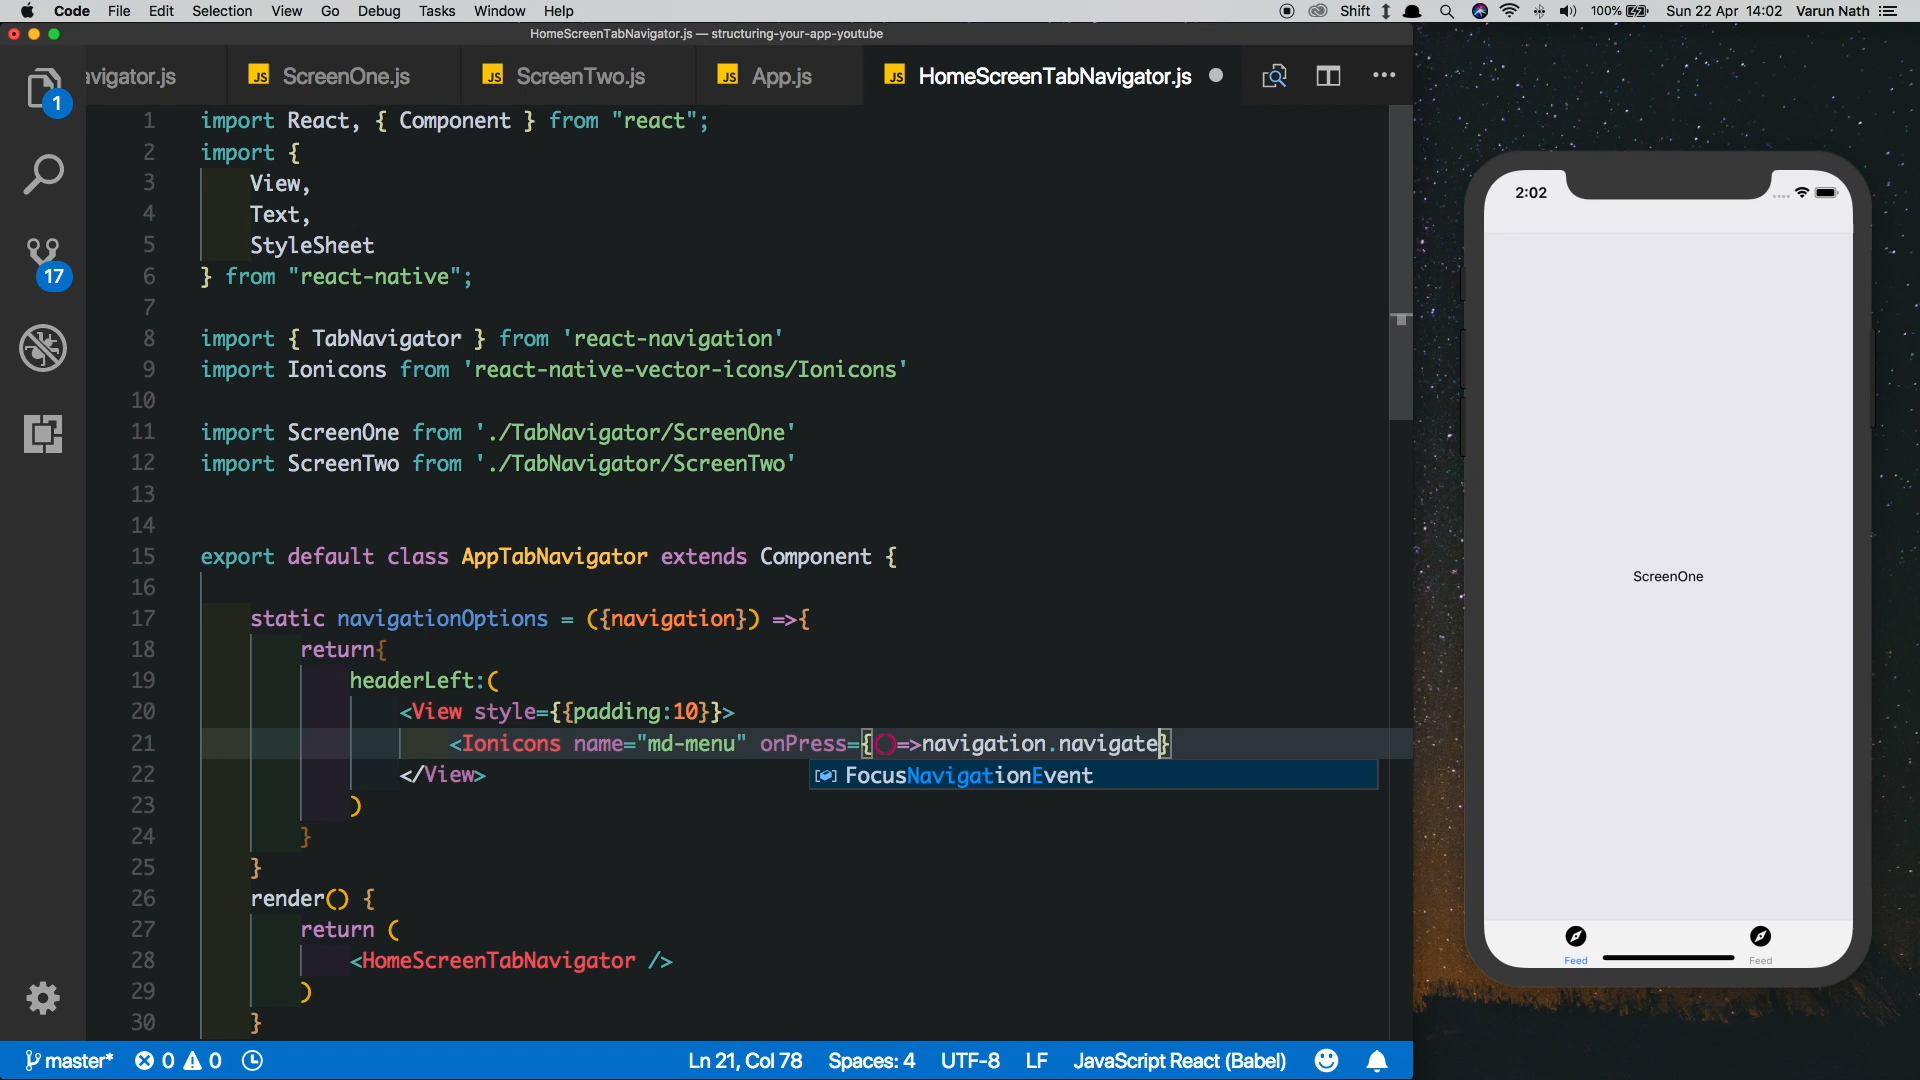 Code File Edit Selection View Go Debug Tasks Window Help Shift 100% Sun 22 Apr 14:02 Varun Nath
HomeScreenTabNavigator.js — structuring-your-app-youtube
avigator.js JS ScreenOne.js JS ScreenTwo.js JS App.js JS HomeScreenTabNavigator.js
1
17
1 import React, { Component } from "react";
2 import {
3 View,
4 Text,
5 StyleSheet
6 } from "react-native";
7
8 import { TabNavigator } from 'react-navigation'
9 import Ionicons from 'react-native-vector-icons/Ionicons'
10
11 import ScreenOne from './TabNavigator/ScreenOne'
12 import ScreenTwo from './TabNavigator/ScreenTwo'
13
14
15 export default class AppTabNavigator extends Component {
16
17 static navigationOptions = ({navigation}) =>{
18 return{
19 headerLeft:(
20 <View style={{padding:10}}>
21 <Ionicons name="md-menu" onPress={()=>navigation.navigate}
22 </View>
FocusNavigationEvent
23 )
24 }
25 }
26 render() {
27 return (
28 <HomeScreenTabNavigator />
29 )
30 }
master* 0 0 Ln 21, Col 78 Spaces: 4 UTF-8 LF JavaScript React (Babel)
2:02
ScreenOne
Feed Feed